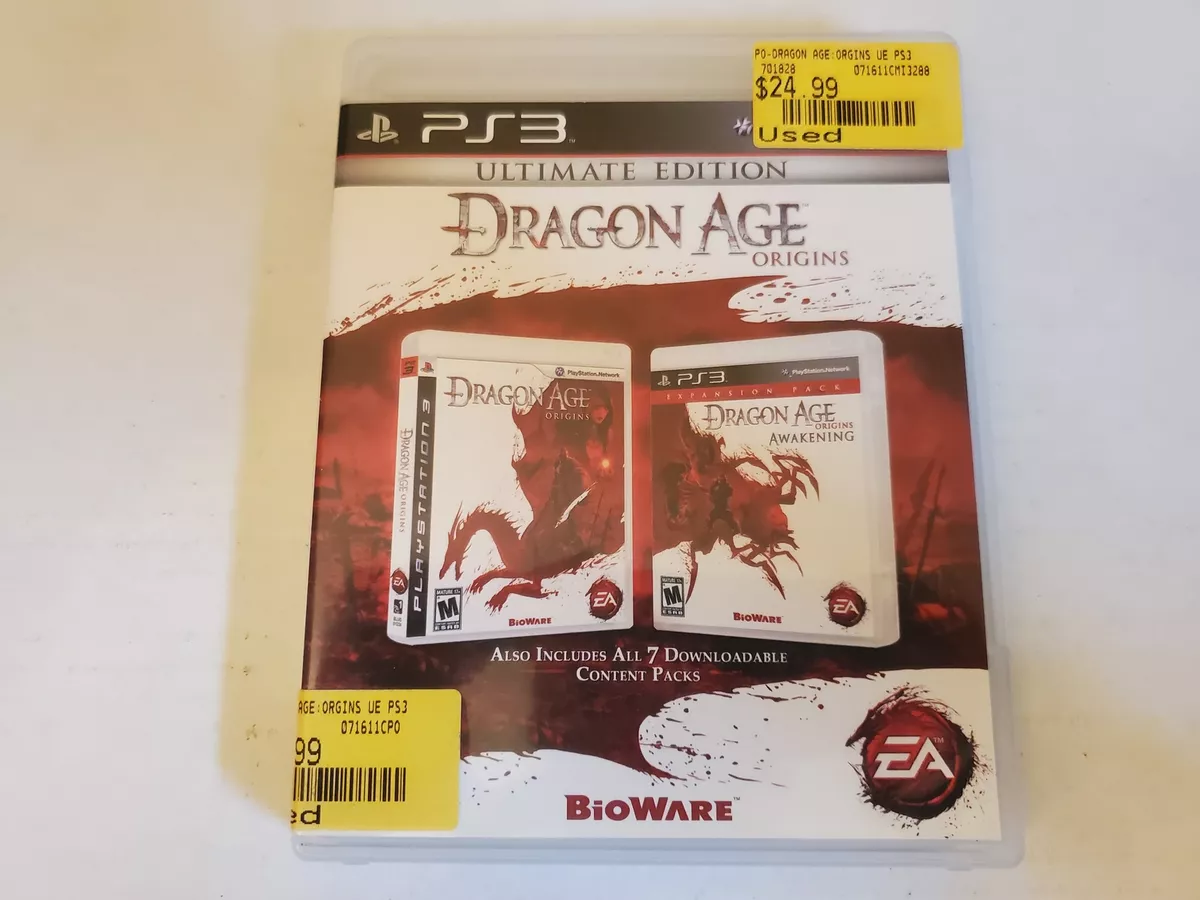 PO-DRAGON AGE:ORGINS UE PS3
701828 071611CMI3288
$24.99
Used
PS3
ULTIMATE EDITION
DRAGON AGE
ORIGINS
PlayStation Network
DRAGON AGE
ORIGINS
DRAGON AGE ORIGINS
PLAYSTATION 3
MATURE 17+
M
ESRB
BIOWARE
EA
PS3
PlayStation Network
EXPANSION PACK
DRAGON AGE
ORIGINS
AWAKENING
MATURE 17+
M
ESRB
BIOWARE
EA
ALSO INCLUDES ALL 7 DOWNLOADABLE
CONTENT PACKS
AGE:ORGINS UE PS3
071611CPO
99
ed
BIOWARE™
EA™